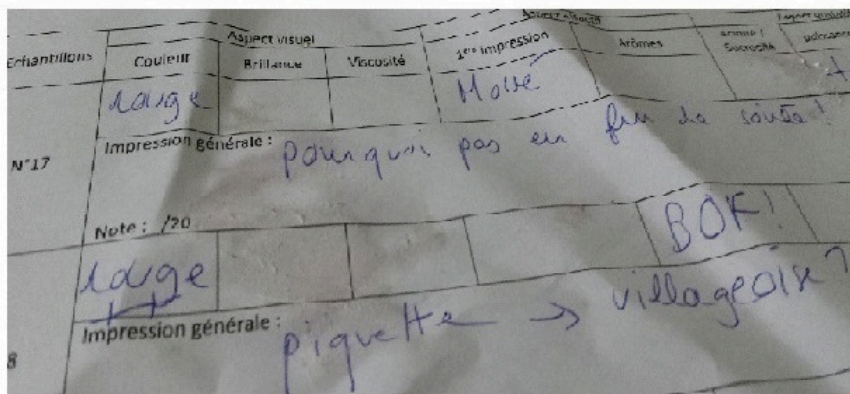 Aspect visuel
Echantillons Couleur Brillance Viscosité 1ère impression Arômes Sucrosité
rouge +
N°17 Impression générale : pourquoi pas en fin de soirée !
Note : /20
rouge BOF !
++
8 Impression générale : piquette → villageoise ?